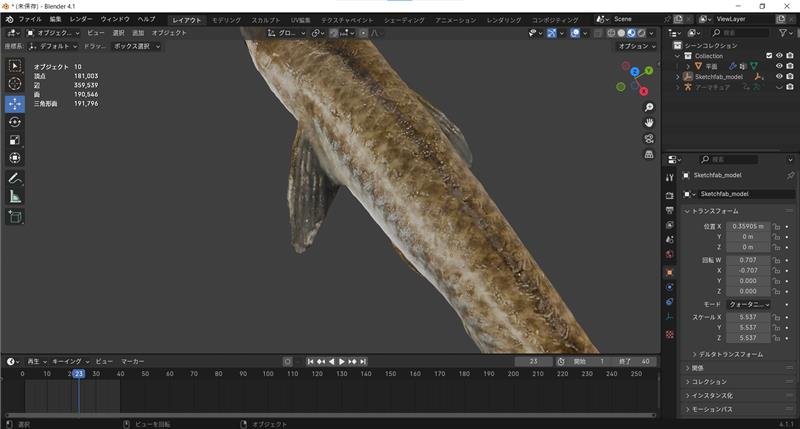 * (未保存) - Blender 4.1
ファイル 編集 レンダー ウィンドウ ヘルプ レイアウト モデリング スカルプト UV編集 テクスチャペイント シェーディング アニメーション レンダリング コンポジティング Scene ViewLayer
オブジェク... ビュー 選択 追加 オブジェクト グロ...
座標系: デフォルト ドラッ... ボックス選択 オプション
オブジェクト 10
頂点 181,003
辺 359,539
面 190,546
三角形面 191,796
X
Y
Z
検索
シーンコレクション
Collection
平面
Sketchfab_model
アーマチュア
検索
Sketchfab_model
Sketchfab_model
トランスフォーム
位置 X 0.35905 m
Y 0 m
Z 0 m
回転 W 0.707
X -0.707
Y 0.000
Z 0.000
モード クォータニ...
スケール X 5.537
Y 5.537
Z 5.537
デルタトランスフォーム
関係
コレクション
インスタンス化
モーションパス
再生 キーイング ビュー マーカー 23 開始 1 終了 40
0 10 20 23 30 40 50 60 70 80 90 100 110 120 130 140 150 160 170 180 190 200 210 220 230 240 250
選択 ビューを回転 オブジェクト 4.1.1